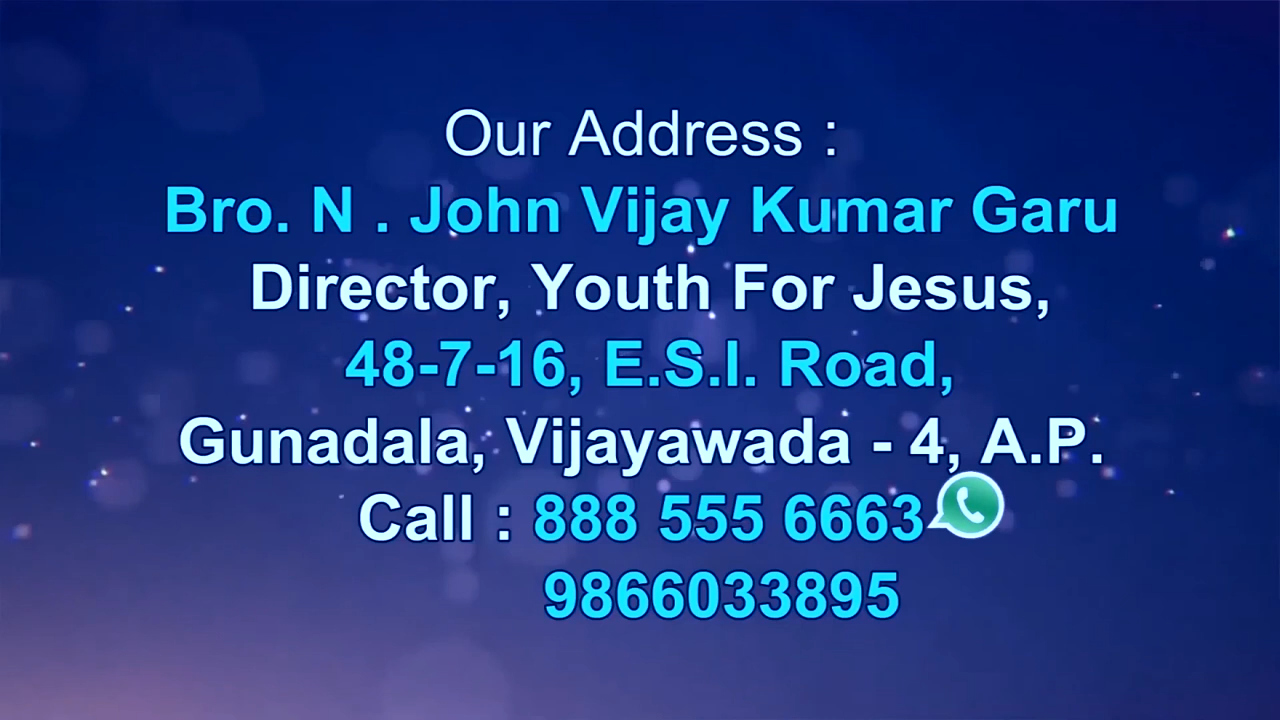 Our Address :
Bro. N . John Vijay Kumar Garu
Director, Youth For Jesus,
48-7-16, E.S.I. Road,
Gunadala, Vijayawada - 4, A.P.
Call : 888 555 6663
9866033895